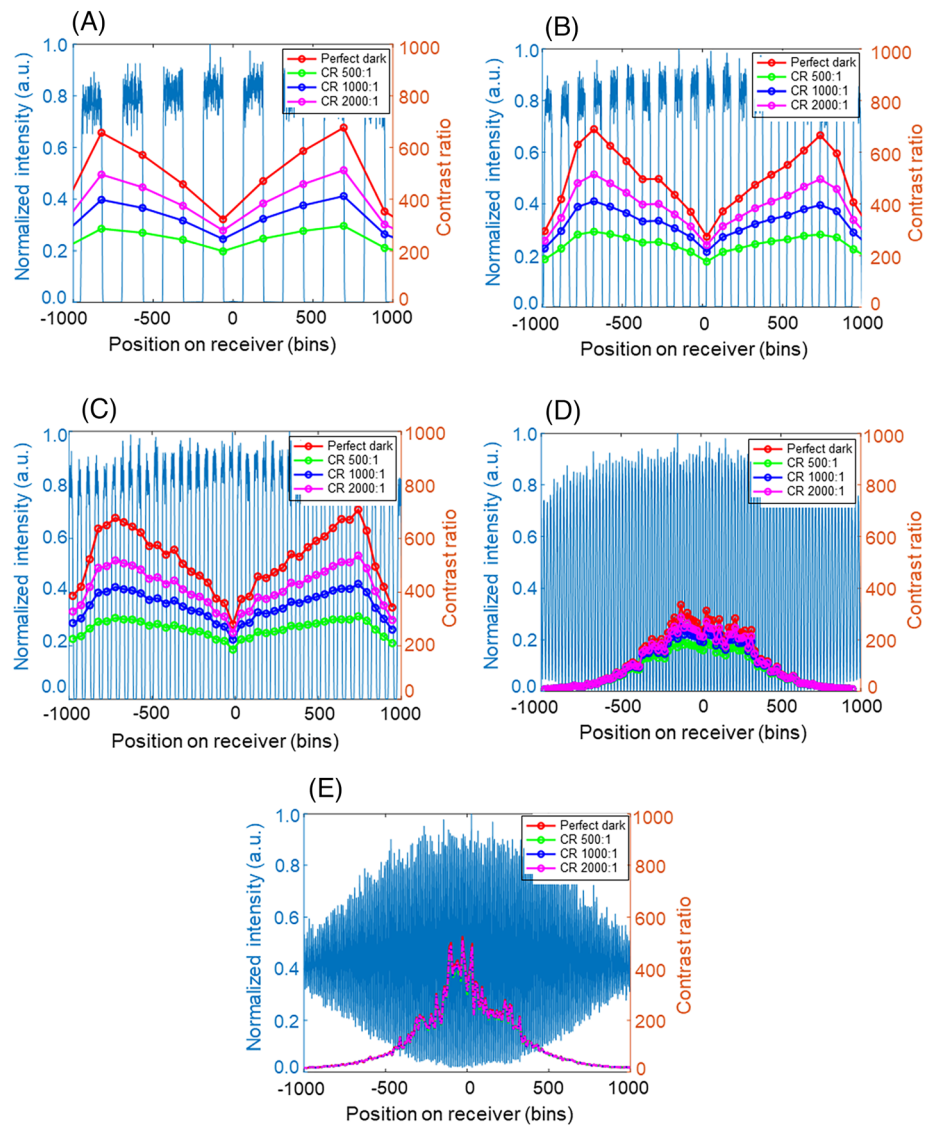 (A)
Normalized intensity (a.u.)
1.0
0.8
0.6
0.4
0.2
0.0
-1000
-500
0
500
1000
-1000 -500 0 500 1000
Position on receiver (bins)
1000
800
600
400
200
0
Contrast ratio
Perfect dark
CR 500:1
CR 1000:1
CR 2000:1
(B)
Normalized intensity (a.u.)
1.0
0.8
0.6
0.4
0.2
0.0
-1000
-500
0
500
1000
-1000 -500 0 500 1000
Position on receiver (bins)
1000
800
600
400
200
0
Contrast ratio
Perfect dark
CR 500:1
CR 1000:1
CR 2000:1
(C)
Normalized intensity (a.u.)
1.0
0.8
0.6
0.4
0.2
0.0
-1000 -500 0 500 1000
Position on receiver (bins)
1000
800
600
400
200
0
Contrast ratio
Perfect dark
CR 500:1
CR 1000:1
CR 2000:1
(D)
Normalized intensity (a.u.)
1.0
0.8
0.6
0.4
0.2
0.0
-1000 -500 0 500 1000
Position on receiver (bins)
1000
800
600
400
200
0
Contrast ratio
Perfect dark
CR 500:1
CR 1000:1
CR 2000:1
(E)
Normalized intensity (a.u.)
1.0
0.8
0.6
0.4
0.2
0.0
-1000 -500 0 500 1000
Position on receiver (bins)
1000
800
600
400
200
0
Contrast ratio
Perfect dark
CR 500:1
CR 1000:1
CR 2000:1